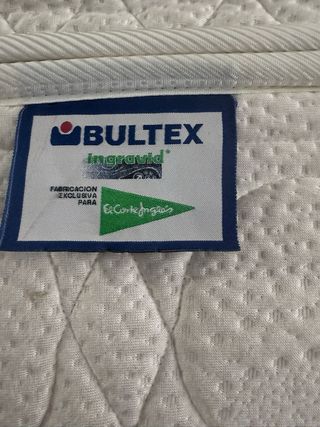 BULTEX
ingravid®
FABRICACION
EXCLUSIVA
PARA
El Corte Inglés